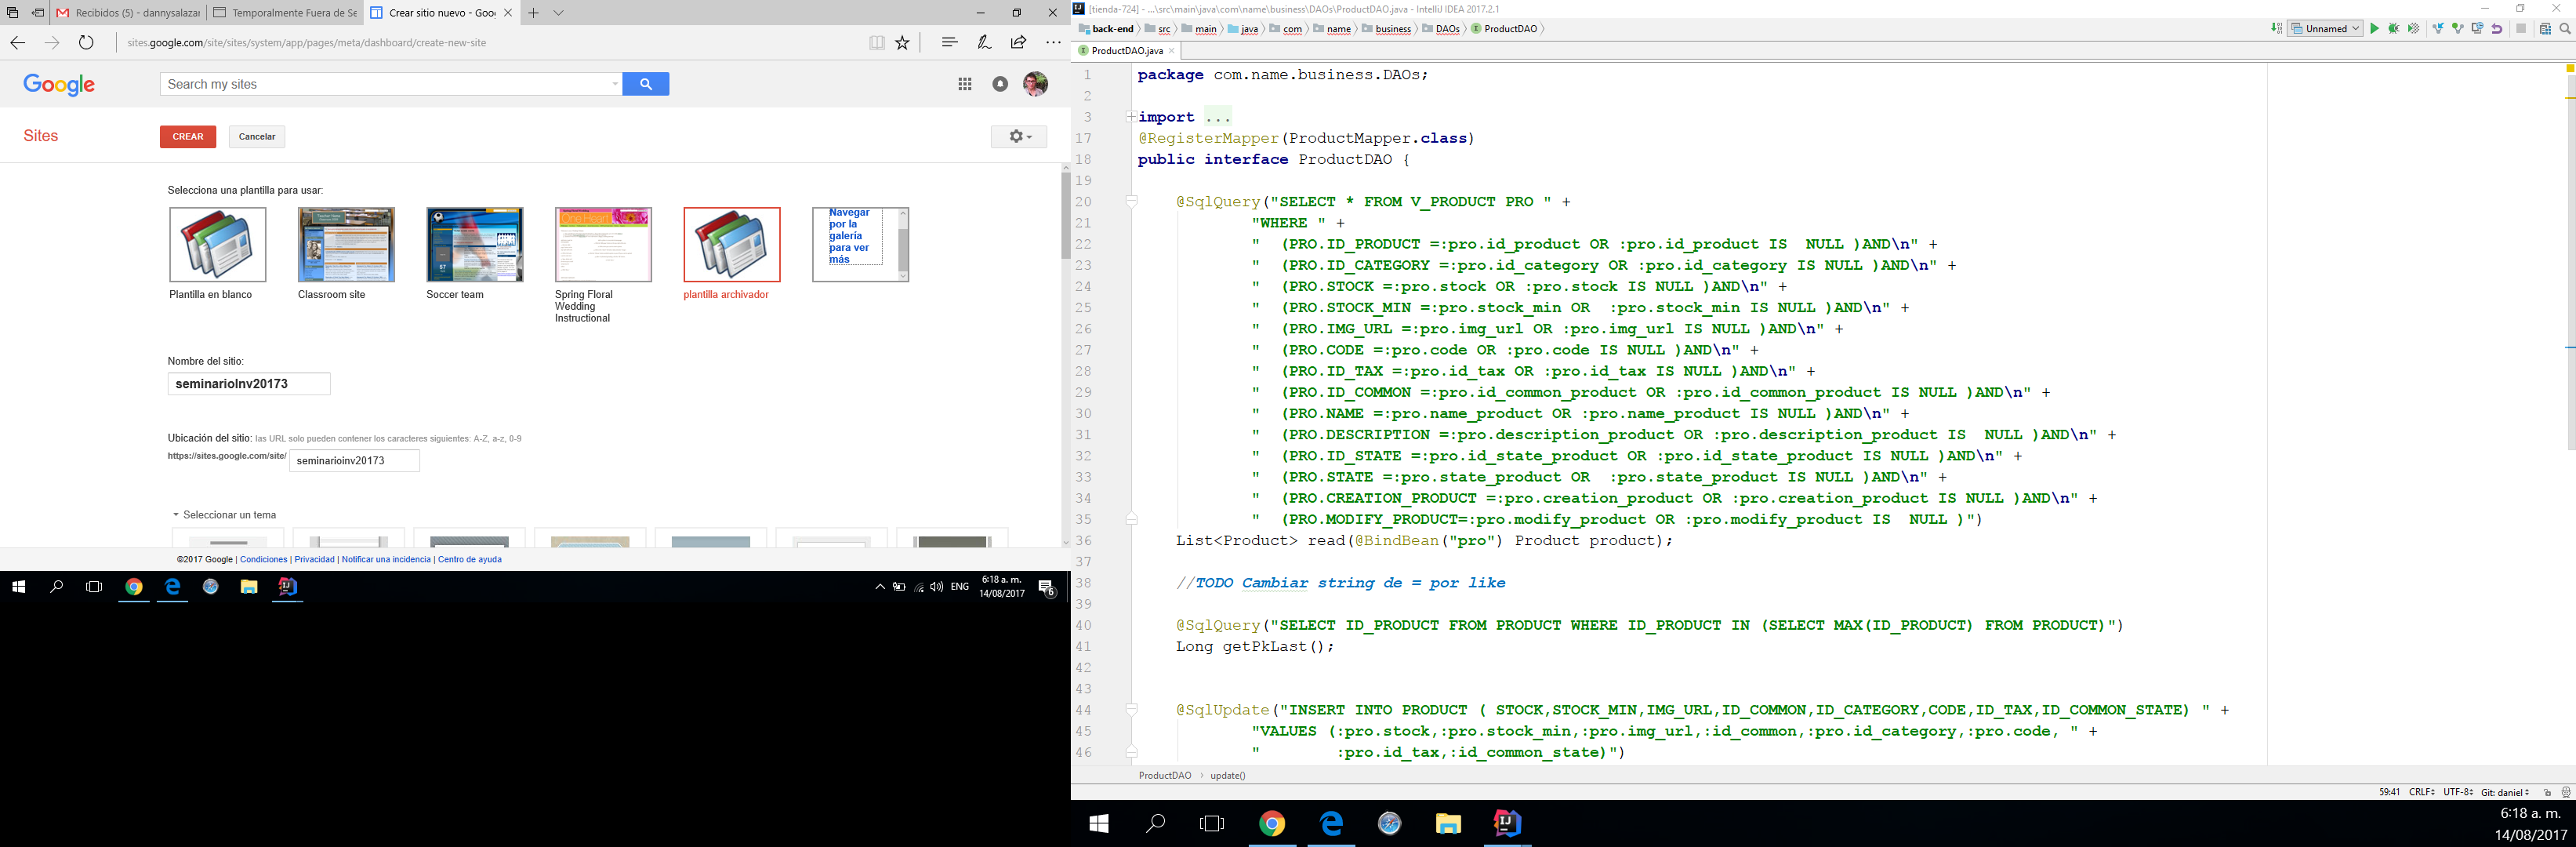 Recibidos (5) - dannysalaza
Temporalmente Fuera de Se
Crear sitio nuevo - Goo
sites.google.com/site/sites/system/app/pages/meta/dashboard/create-new-site
Google
Search my sites
Sites
CREAR
Cancelar
Selecciona una plantilla para usar:
Navegar
por la
galería
para ver
más
Plantilla en blanco
Classroom site
Soccer team
Spring Floral
Wedding
Instructional
plantilla archivador
Nombre del sitio:
seminarioInv20173
Ubicación del sitio: las URL solo pueden contener los caracteres siguientes: A-Z, a-z, 0-9
https://sites.google.com/site/ seminarioinv20173
Seleccionar un tema
©2017 Google | Condiciones | Privacidad | Notificar una incidencia | Centro de ayuda
ENG
6:18 a. m.
14/08/2017
6
[tienda-724] - ...\src\main\java\com\name\business\DAOs\ProductDAO.java - IntelliJ IDEA 2017.2.1
back-end src main java com name business DAOs ProductDAO
Unnamed
ProductDAO.java
1 package com.name.business.DAOs;
2
3 import ...
17 @RegisterMapper(ProductMapper.class)
18 public interface ProductDAO {
19
20 @SqlQuery("SELECT * FROM V_PRODUCT PRO " +
21 "WHERE " +
22 "  (PRO.ID_PRODUCT =:pro.id_product OR :pro.id_product IS  NULL )AND\n" +
23 "  (PRO.ID_CATEGORY =:pro.id_category OR :pro.id_category IS NULL )AND\n" +
24 "  (PRO.STOCK =:pro.stock OR :pro.stock IS NULL )AND\n" +
25 "  (PRO.STOCK_MIN =:pro.stock_min OR  :pro.stock_min IS NULL )AND\n" +
26 "  (PRO.IMG_URL =:pro.img_url OR :pro.img_url IS NULL )AND\n" +
27 "  (PRO.CODE =:pro.code OR :pro.code IS NULL )AND\n" +
28 "  (PRO.ID_TAX =:pro.id_tax OR :pro.id_tax IS NULL )AND\n" +
29 "  (PRO.ID_COMMON =:pro.id_common_product OR :pro.id_common_product IS NULL )AND\n" +
30 "  (PRO.NAME =:pro.name_product OR :pro.name_product IS NULL )AND\n" +
31 "  (PRO.DESCRIPTION =:pro.description_product OR :pro.description_product IS  NULL )AND\n" +
32 "  (PRO.ID_STATE =:pro.id_state_product OR :pro.id_state_product IS NULL )AND\n" +
33 "  (PRO.STATE =:pro.state_product OR  :pro.state_product IS NULL )AND\n" +
34 "  (PRO.CREATION_PRODUCT =:pro.creation_product OR :pro.creation_product IS NULL )AND\n" +
35 "  (PRO.MODIFY_PRODUCT=:pro.modify_product OR :pro.modify_product IS  NULL )")
36 List<Product> read(@BindBean("pro") Product product);
37
38 //TODO Cambiar string de = por like
39
40 @SqlQuery("SELECT ID_PRODUCT FROM PRODUCT WHERE ID_PRODUCT IN (SELECT MAX(ID_PRODUCT) FROM PRODUCT)")
41 Long getPkLast();
42
43
44 @SqlUpdate("INSERT INTO PRODUCT ( STOCK,STOCK_MIN,IMG_URL,ID_COMMON,ID_CATEGORY,CODE,ID_TAX,ID_COMMON_STATE) " +
45 "VALUES (:pro.stock,:pro.stock_min,:pro.img_url,:id_common,:pro.id_category,:pro.code, " +
46 "        :pro.id_tax,:id_common_state)")
ProductDAO update()
59:41 CRLF UTF-8 Git: daniel
6:18 a. m.
14/08/2017